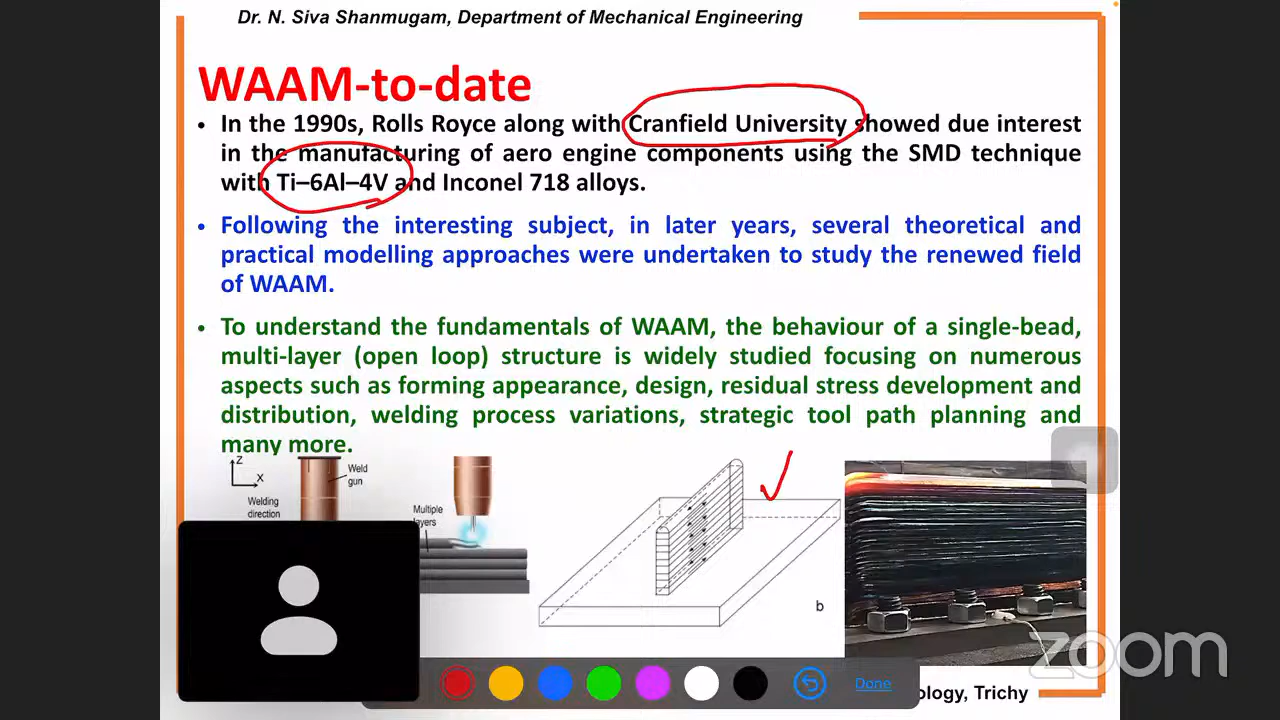 Dr. N. Siva Shanmugam, Department of Mechanical Engineering
WAAM-to-date
• In the 1990s, Rolls Royce along with Cranfield University showed due interest
in the manufacturing of aero engine components using the SMD technique
with Ti–6Al–4V and Inconel 718 alloys.
• Following the interesting subject, in later years, several theoretical and
practical modelling approaches were undertaken to study the renewed field
of WAAM.
• To understand the fundamentals of WAAM, the behaviour of a single-bead,
multi-layer (open loop) structure is widely studied focusing on numerous
aspects such as forming appearance, design, residual stress development and
distribution, welding process variations, strategic tool path planning and
many more.
Z
X
Weld
gun
Welding
direction
Multiple
layers
b
zoom
Done
ology, Trichy